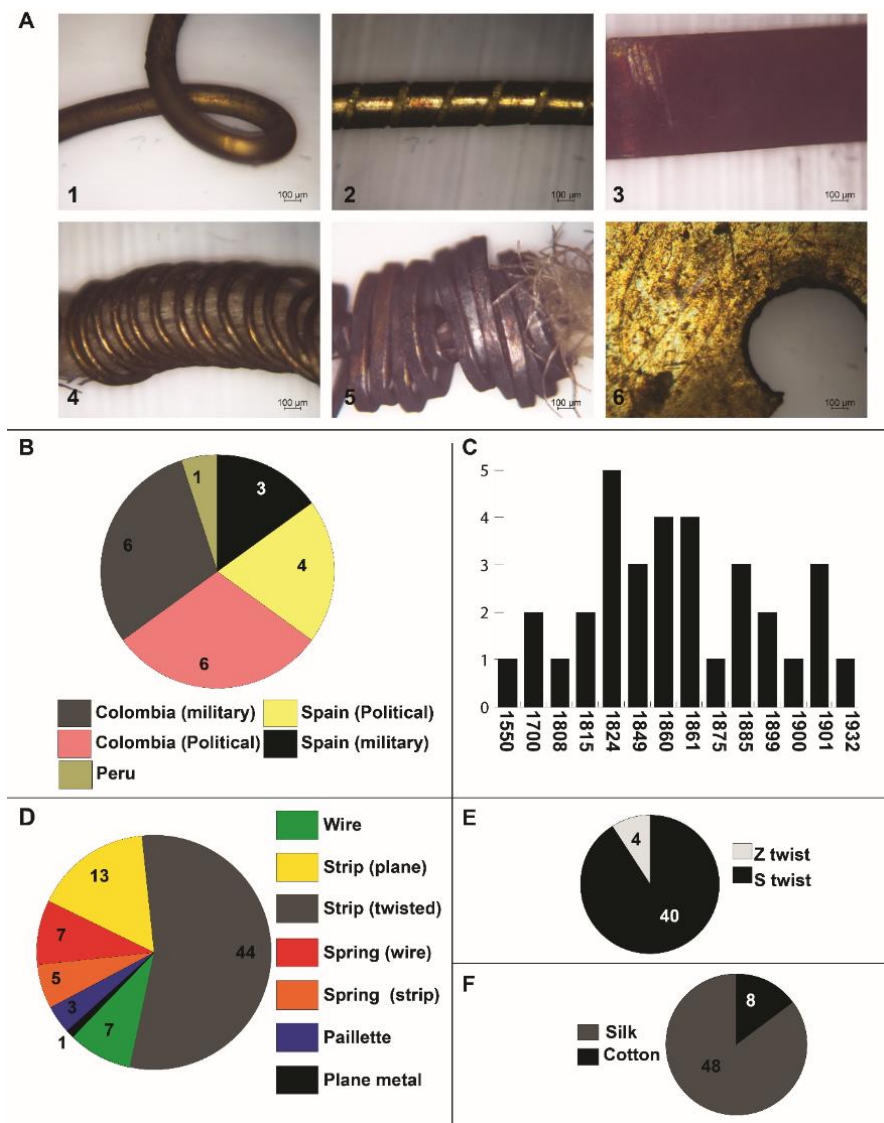 A
1
100 µm
2
100 µm
3
100 µm
4
100 µm
5
100 µm
6
100 µm
B
1
3
6
4
6
Colombia (military)
Spain (Political)
Colombia (Political)
Spain (military)
Peru
C
5
4
3
2
1
0
1550
1700
1808
1815
1824
1849
1860
1861
1875
1885
1899
1900
1901
1932
D
13
7
44
5
3
1
7
Wire
Strip (plane)
Strip (twisted)
Spring (wire)
Spring (strip)
Paillette
Plane metal
E
4
40
Z twist
S twist
F
8
48
Silk
Cotton